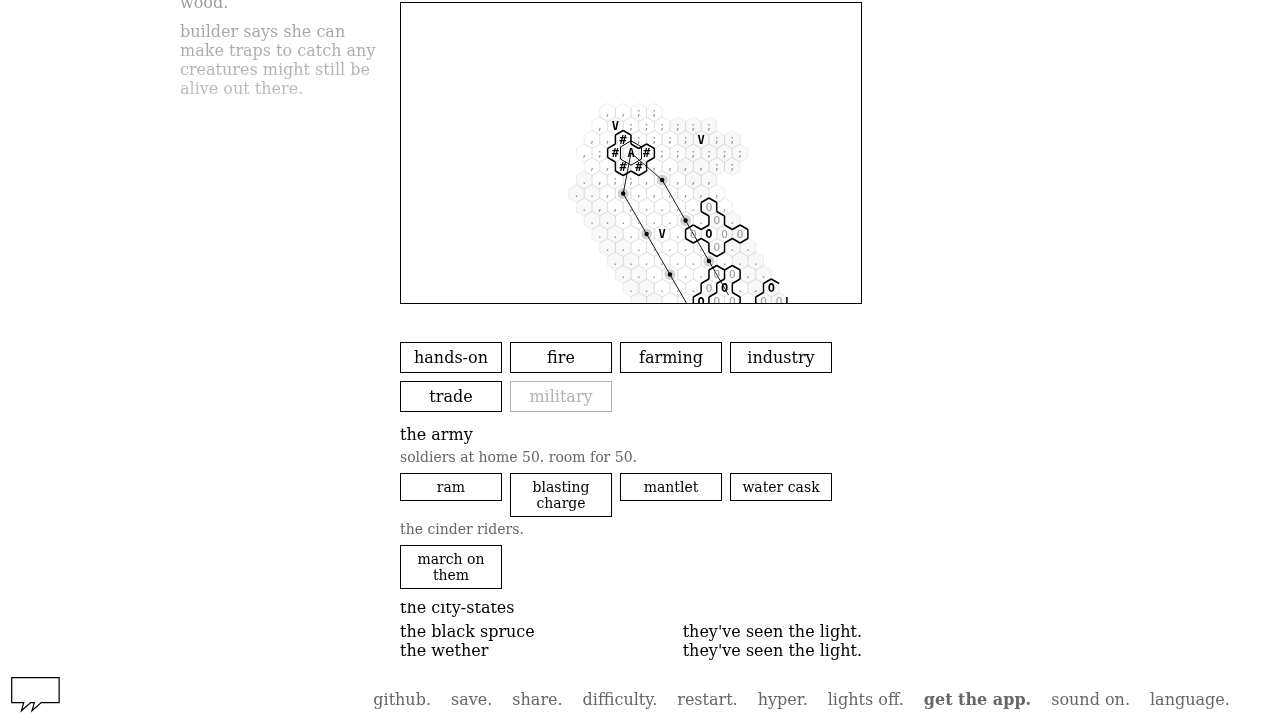 wood.
builder says she can
make traps to catch any
creatures might still be
alive out there.
hands-on
fire
farming
industry
trade
military
the army
soldiers at home 50. room for 50.
ram
blasting
charge
mantlet
water cask
the cinder riders.
march on
them
the city-states
the black spruce they've seen the light.
the wether they've seen the light.
github. save. share. difficulty. restart. hyper. lights off. get the app. sound on. language.